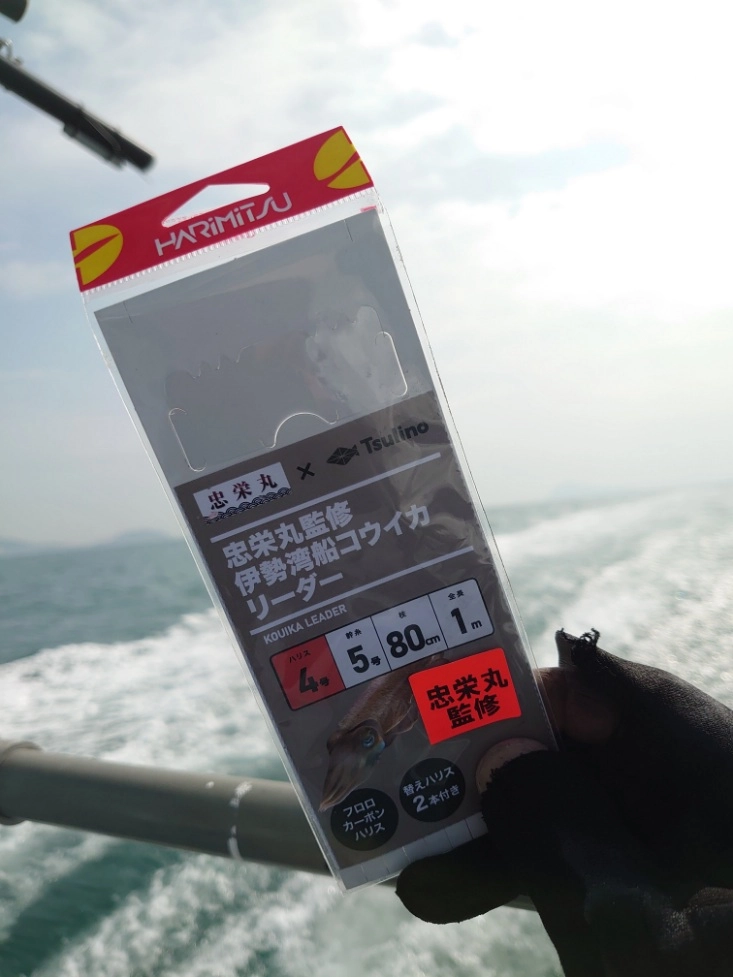 HARiMiTSU
忠栄丸 × Tsulino
忠栄丸監修
伊勢湾船コウイカ
リーダー
KOUIKA LEADER
ハリス 幹糸 枝 全長
4号 5号 80cm 1m
忠栄丸
監修
フロロ
カーボン
ハリス
替えハリス
2本付き